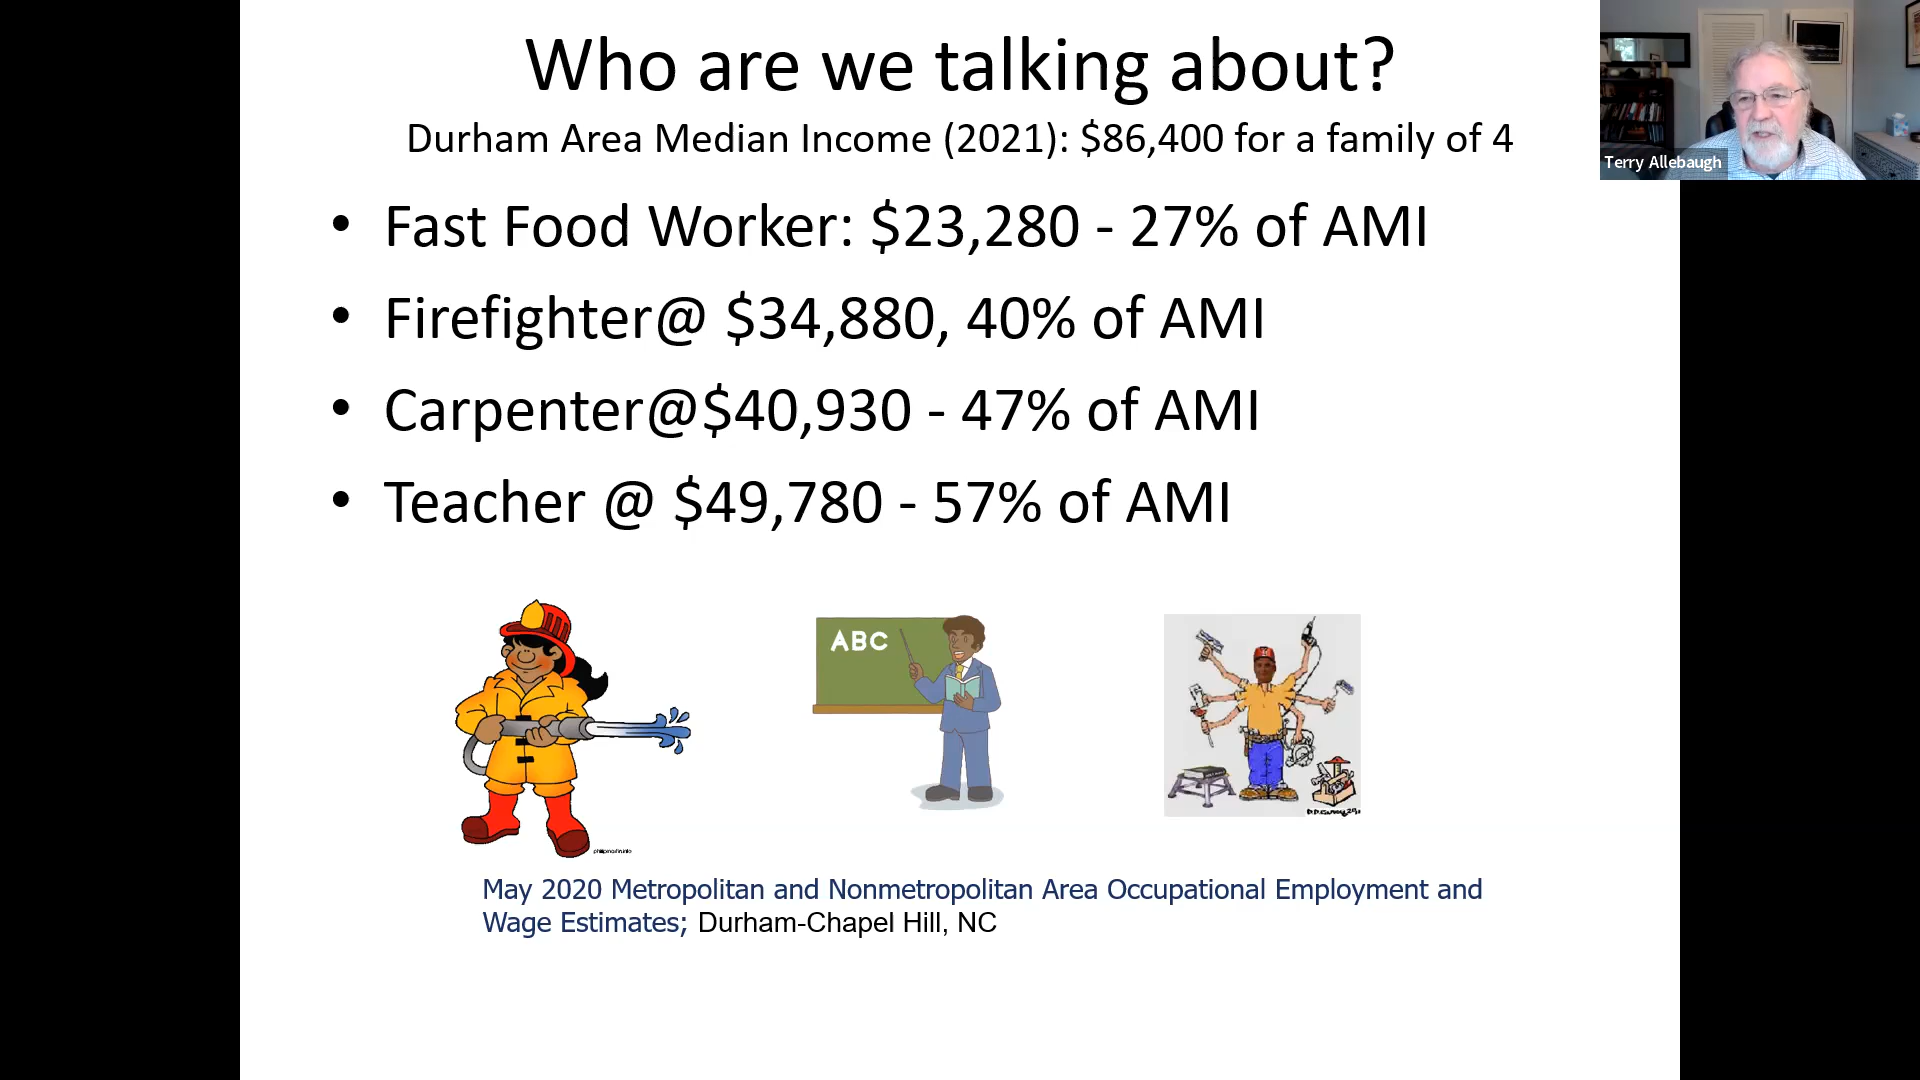 Who are we talking about?
Durham Area Median Income (2021): $86,400 for a family of 4
Terry Allebaugh
• Fast Food Worker: $23,280 - 27% of AMI
• Firefighter@ $34,880, 40% of AMI
• Carpenter@$40,930 - 47% of AMI
• Teacher @ $49,780 - 57% of AMI
ABC
May 2020 Metropolitan and Nonmetropolitan Area Occupational Employment and
Wage Estimates; Durham-Chapel Hill, NC